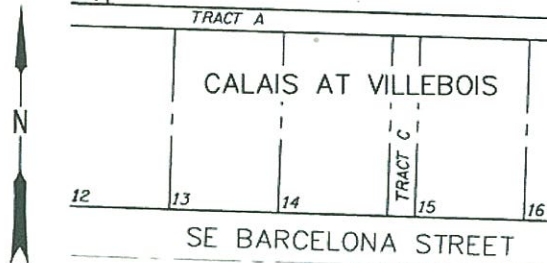 TRACT A
CALAIS AT VILLEBOIS
N
TRACT C
12 13 14 15 16
SE BARCELONA STREET